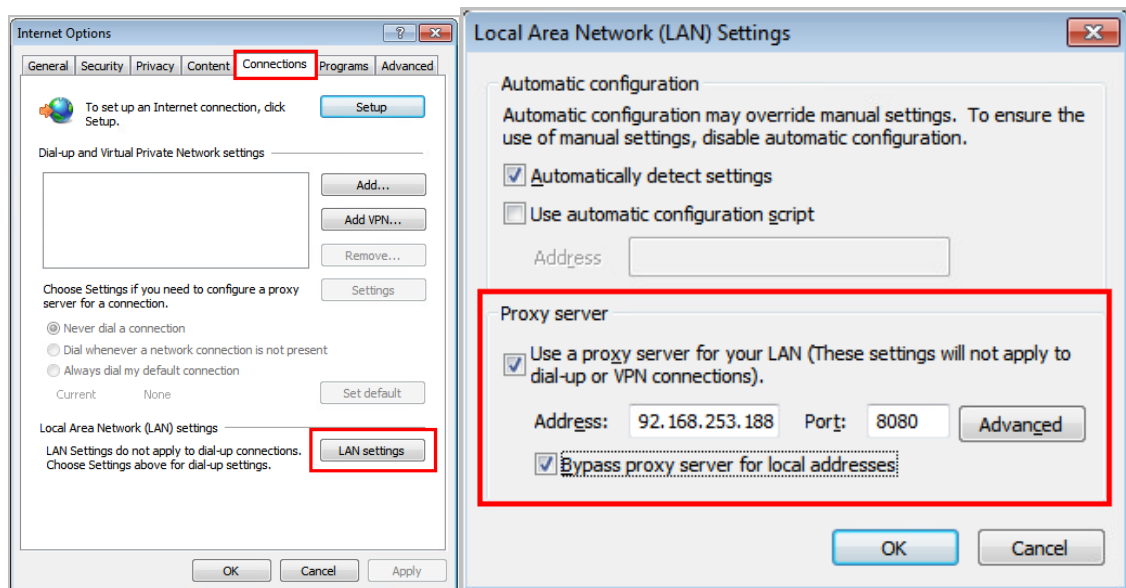 Internet Options
General Security Privacy Content Connections Programs Advanced
To set up an Internet connection, click
Setup.
Setup
Dial-up and Virtual Private Network settings
Add...
Add VPN...
Remove...
Choose Settings if you need to configure a proxy
server for a connection.
Settings
Never dial a connection
Dial whenever a network connection is not present
Always dial my default connection
Current None
Set default
Local Area Network (LAN) settings
LAN Settings do not apply to dial-up connections.
Choose Settings above for dial-up settings.
LAN settings
OK Cancel Apply
Local Area Network (LAN) Settings
Automatic configuration
Automatic configuration may override manual settings. To ensure the
use of manual settings, disable automatic configuration.
Automatically detect settings
Use automatic configuration script
Address
Proxy server
Use a proxy server for your LAN (These settings will not apply to
dial-up or VPN connections).
Address: 92.168.253.188 Port: 8080 Advanced
Bypass proxy server for local addresses
OK Cancel